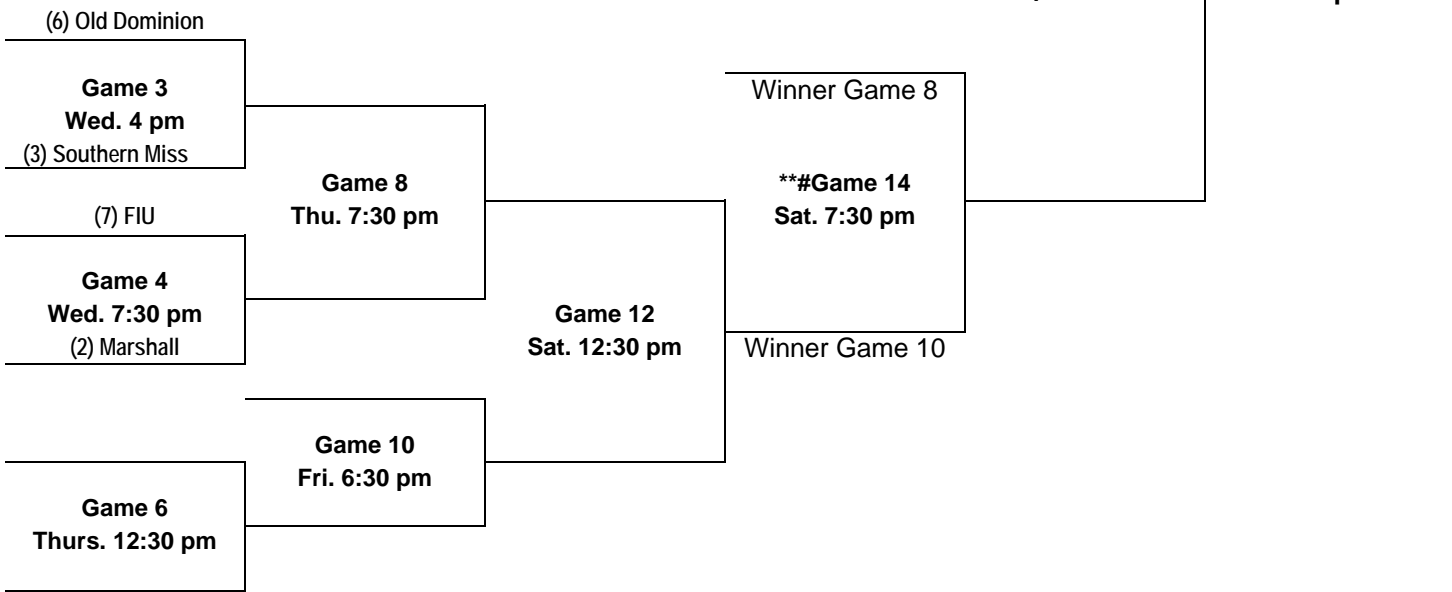 (6) Old Dominion
Game 3
Wed. 4 pm
(3) Southern Miss
(7) FIU
Game 4
Wed. 7:30 pm
(2) Marshall
Game 6
Thurs. 12:30 pm
Game 8
Thu. 7:30 pm
Game 10
Fri. 6:30 pm
Game 12
Sat. 12:30 pm
Winner Game 8
**#Game 14
Sat. 7:30 pm
Winner Game 10